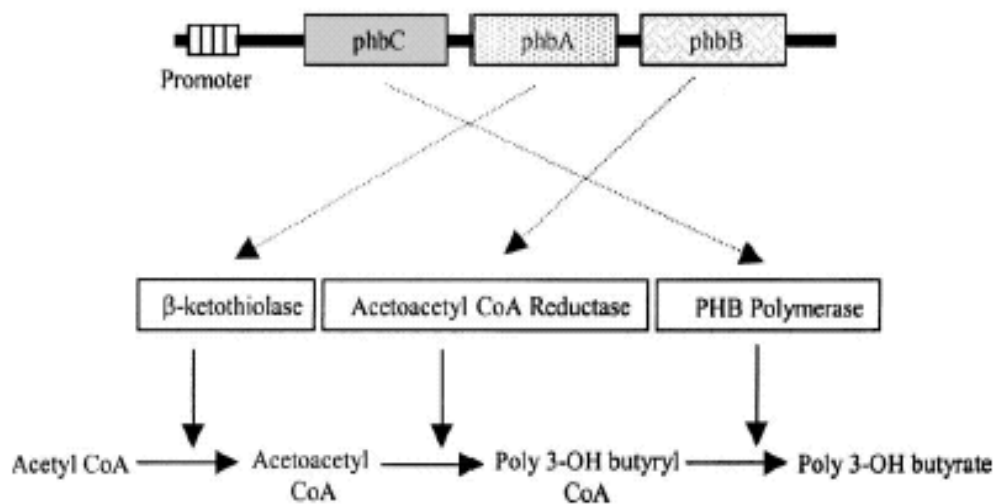 phbC phbA phbB
Promoter
β-ketothiolase Acetoacetyl CoA Reductase PHB Polymerase
Acetyl CoA Acetoacetyl Poly 3-OH butyryl Poly 3-OH butyrate
CoA CoA